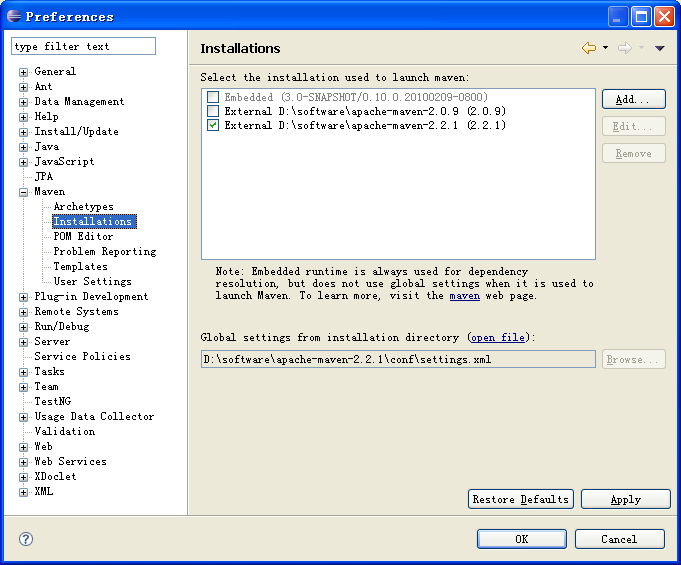 Preferences
type filter text
General
Ant
Data Management
Help
Install/Update
Java
JavaScript
JPA
Maven
Archetypes
Installations
POM Editor
Problem Reporting
Templates
User Settings
Plug-in Development
Remote Systems
Run/Debug
Server
Service Policies
Tasks
Team
TestNG
Usage Data Collector
Validation
Web
Web Services
XDoclet
XML
Installations
Select the installation used to launch maven:
Embedded (3.0-SNAPSHOT/0.10.0.20100209-0800)
External D:\software\apache-maven-2.0.9 (2.0.9)
External D:\software\apache-maven-2.2.1 (2.2.1)
Add...
Edit...
Remove
Note: Embedded runtime is always used for dependency
resolution, but does not use global settings when it is used to
launch Maven. To learn more, visit the maven web page.
Global settings from installation directory (open file):
D:\software\apache-maven-2.2.1\conf\settings.xml
Browse...
Restore Defaults
Apply
?
OK
Cancel